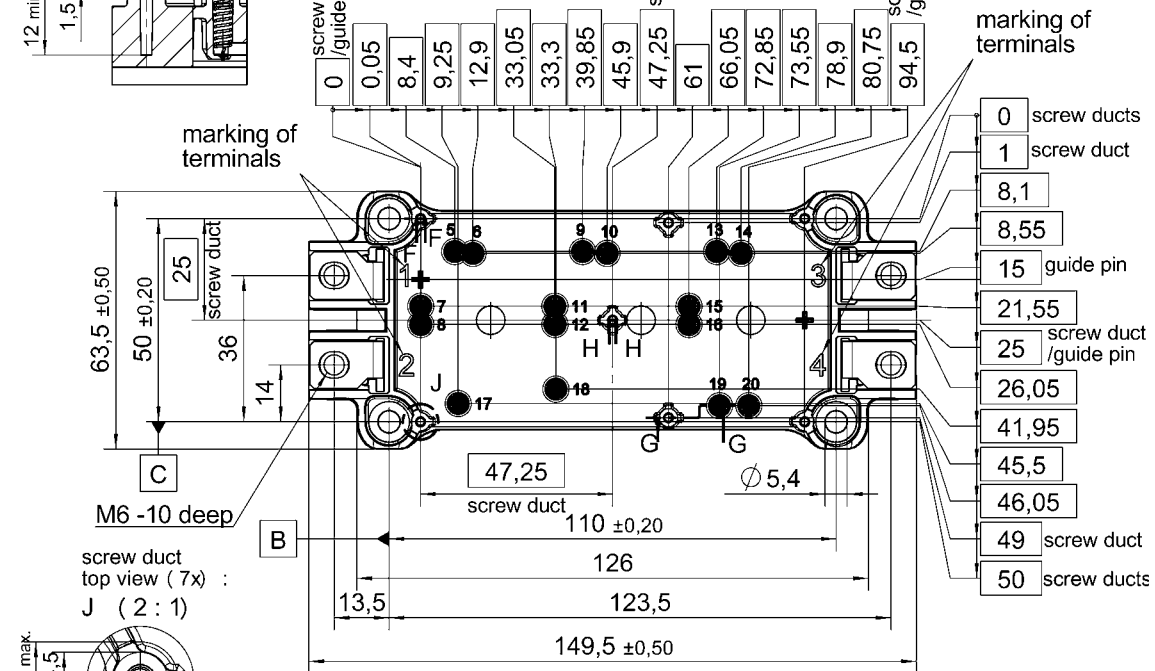 12 mi
1,5
screw
/guide
0
0,05
8,4
9,25
12,9
33,05
33,3
39,85
45,9
47,25
61
66,05
72,85
73,55
78,9
80,75
94,5
/g
marking of
terminals
marking of
terminals
0 screw ducts
1 screw duct
8,1
8,55
15 guide pin
21,55
25 screw duct
/guide pin
26,05
41,95
45,5
46,05
49 screw duct
50 screw ducts
63,5 ±0,50
50 ±0,20
25
screw duct
36
14
F
F
5 6 9 10 13 14
1 3
7 11 15
8 12 16
H H
2 4
J
18
17 19 20
G G
C
47,25
screw duct
Ø 5,4
M6 -10 deep
B
110 ±0,20
126
13,5 123,5
149,5 ±0,50
screw duct
top view ( 7x) :
J ( 2 : 1)
max.
,5